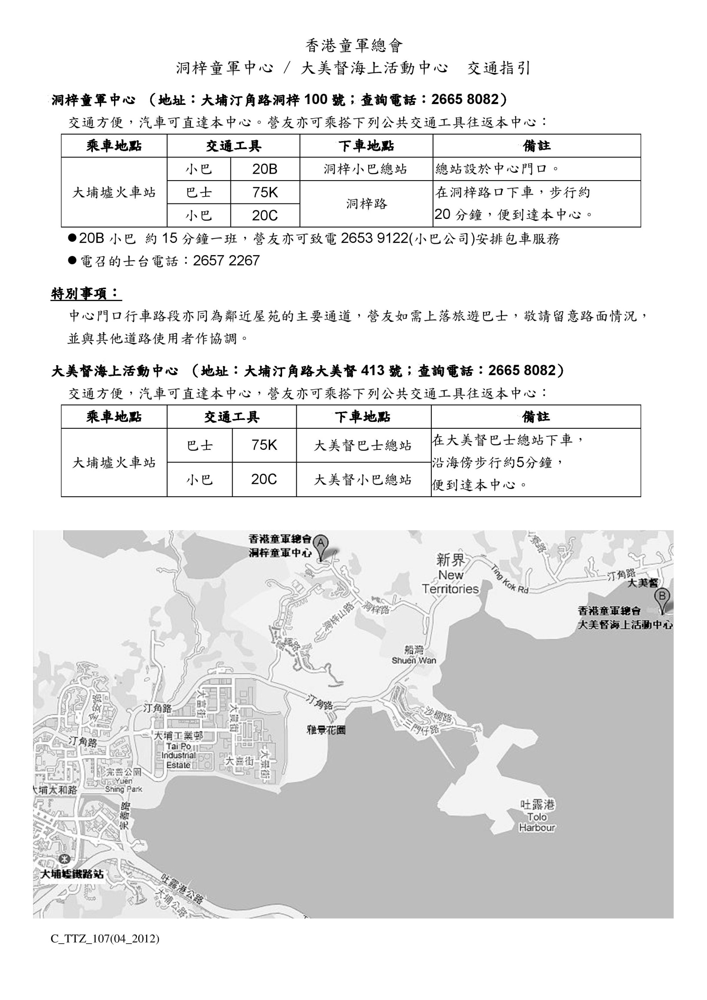 香港童軍總會
洞梓童軍中心 / 大美督海上活動中心 交通指引
洞梓童軍中心 （地址：大埔汀角路洞梓 100 號；查詢電話：2665 8082）
交通方便，汽車可直達本中心。營友亦可乘搭下列公共交通工具往返本中心：
乘車地點 交通工具 下車地點 備註
大埔墟火車站
小巴 20B 洞梓小巴總站 總站設於中心門口。
巴士 75K
小巴 20C
洞梓路
在洞梓路口下車，步行約
20 分鐘，便到達本中心。
●20B 小巴 約 15 分鐘一班，營友亦可致電 2653 9122(小巴公司)安排包車服務
●電召的士台電話：2657 2267
特別事項：
中心門口行車路段亦同為鄰近屋苑的主要通道，營友如需上落旅遊巴士，敬請留意路面情況，
並與其他道路使用者作協調。
大美督海上活動中心 （地址：大埔汀角路大美督 413 號；查詢電話：2665 8082）
交通方便，汽車可直達本中心，營友亦可乘搭下列公共交通工具往返本中心：
乘車地點 交通工具 下車地點 備註
大埔墟火車站
巴士 75K 大美督巴士總站
小巴 20C 大美督小巴總站
在大美督巴士總站下車，
沿海傍步行約5分鐘，
便到達本中心。
香港童軍總會
洞梓童軍中心
A
新界
New
Territories
Ting Kok Rd
汀角路
大美督
B
香港童軍總會
大美督海上活動中心
洞梓路
洞梓山路
船灣
Shuen Wan
汀角路
大富街
大貴街
汀角路
雅景花園
沙欄路
三門仔路
汀角路
大埔工業邨
Tai Po
Industrial
Estate
大喜街
大景街
完善公園
Yuen
Shing Park
大埔太和路
完善路
吐露港
Tolo
Harbour
大埔墟鐵路站
吐露港公路
大埔公路
C_TTZ_107(04_2012)